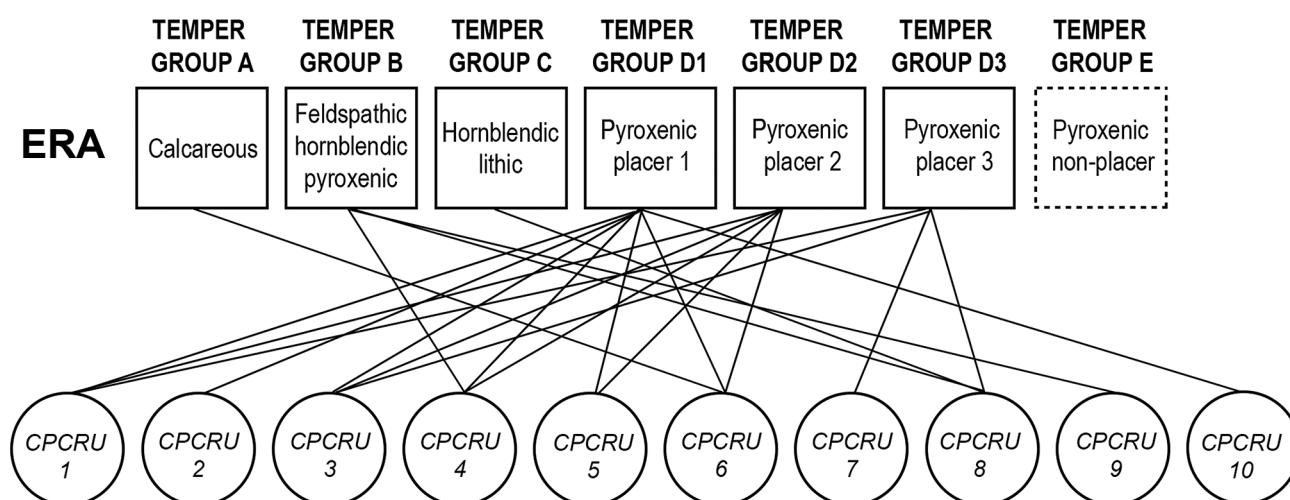 TEMPER GROUP A
TEMPER GROUP B
TEMPER GROUP C
TEMPER GROUP D1
TEMPER GROUP D2
TEMPER GROUP D3
TEMPER GROUP E
ERA
Calcareous
Feldspathic
hornblendic
pyroxenic
Hornblendic
lithic
Pyroxenic
placer 1
Pyroxenic
placer 2
Pyroxenic
placer 3
Pyroxenic
non-placer
CPCRU
1
CPCRU
2
CPCRU
3
CPCRU
4
CPCRU
5
CPCRU
6
CPCRU
7
CPCRU
8
CPCRU
9
CPCRU
10